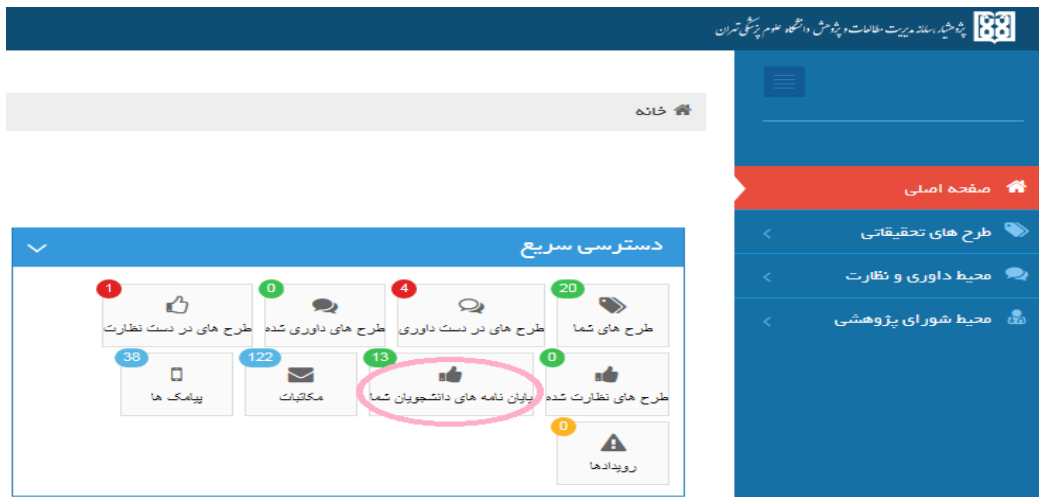 پژوهشیار، سامانه مدیریت مطالعات و پژوهش دانشگاه علوم پزشکی تهران
خانه
صفحه اصلی
طرح های تحقیقاتی
محیط داوری و نظارت
محیط شورای پژوهشی
دسترسی سریع
20
طرح های شما
4
طرح های در دست داوری
0
طرح های داوری شده
1
طرح های در دست نظارت
0
طرح های نظارت شده
13
پایان نامه های دانشجویان شما
122
مکاتبات
38
پیامک ها
0
رویدادها